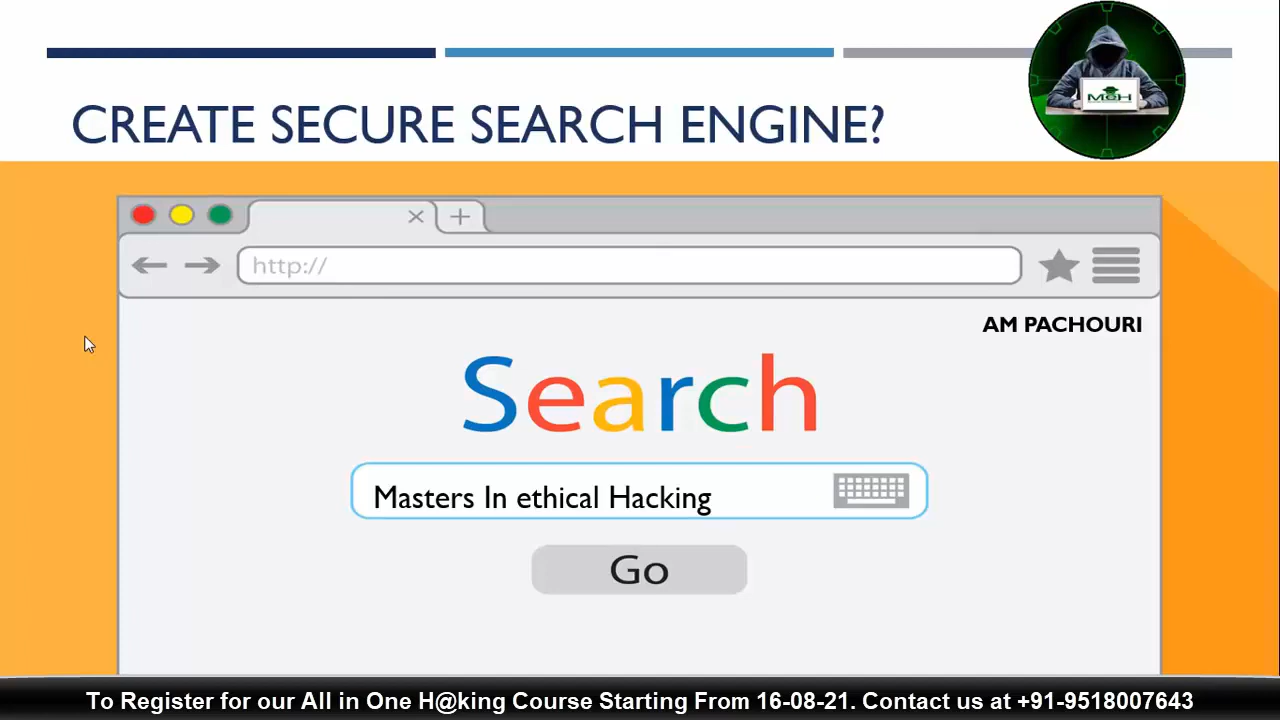 MeH
CREATE SECURE SEARCH ENGINE?
http://
AM PACHOURI
Search
Masters In ethical Hacking
Go
To Register for our All in One H@king Course Starting From 16-08-21. Contact us at +91-9518007643